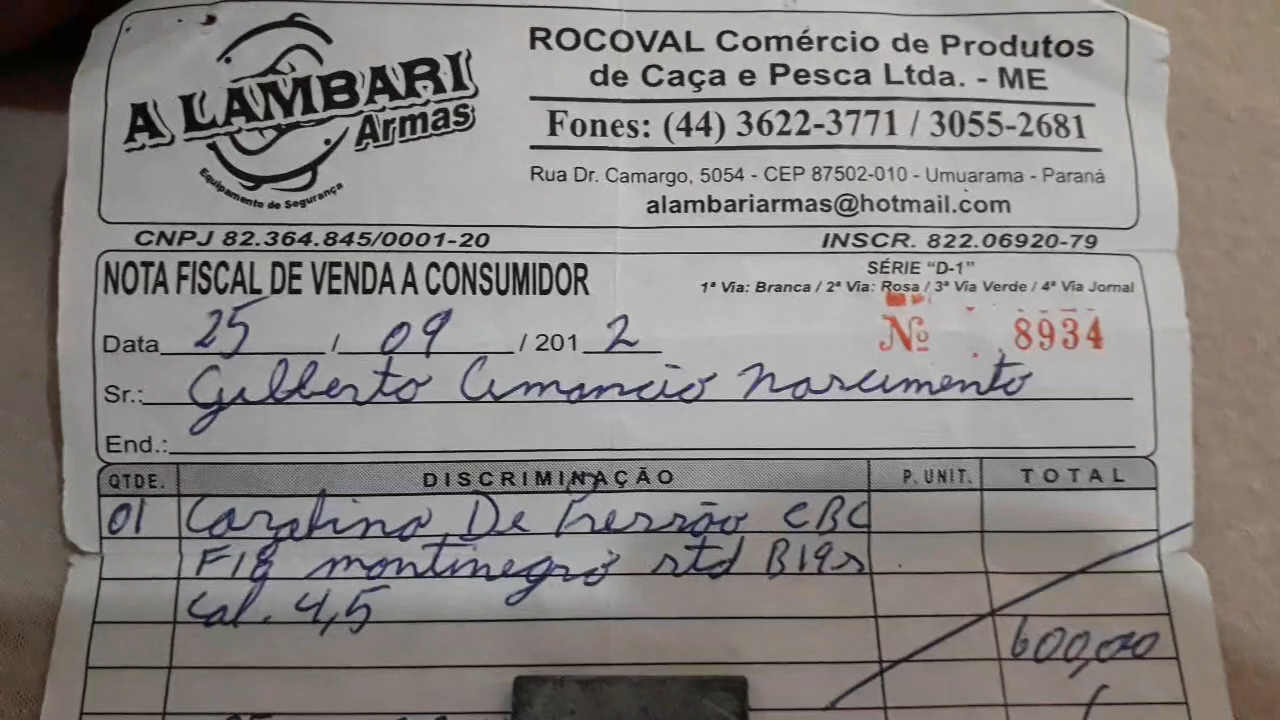 A LAMBARI
Armas
Equipamento de Segurança
ROCOVAL Comércio de Produtos
de Caça e Pesca Ltda. - ME
Fones: (44) 3622-3771 / 3055-2681
Rua Dr. Camargo, 5054 - CEP 87502-010 - Umuarama - Paraná
alambariarmas@hotmail.com
CNPJ 82.364.845/0001-20
INSCR. 822.06920-79
NOTA FISCAL DE VENDA A CONSUMIDOR
SÉRIE "D-1"
1ª Via: Branca / 2ª Via: Rosa / 3ª Via Verde / 4ª Via Jornal
Data 25 / 09 / 2012
Nº 8934
Sr.: Gilberto Amancio Nascimento
End.:
QTDE. DISCRIMINAÇÃO P. UNIT. TOTAL
01 Carabina De Pressão CBC
F18 montenegro std B19s
Cal. 4,5
600,00